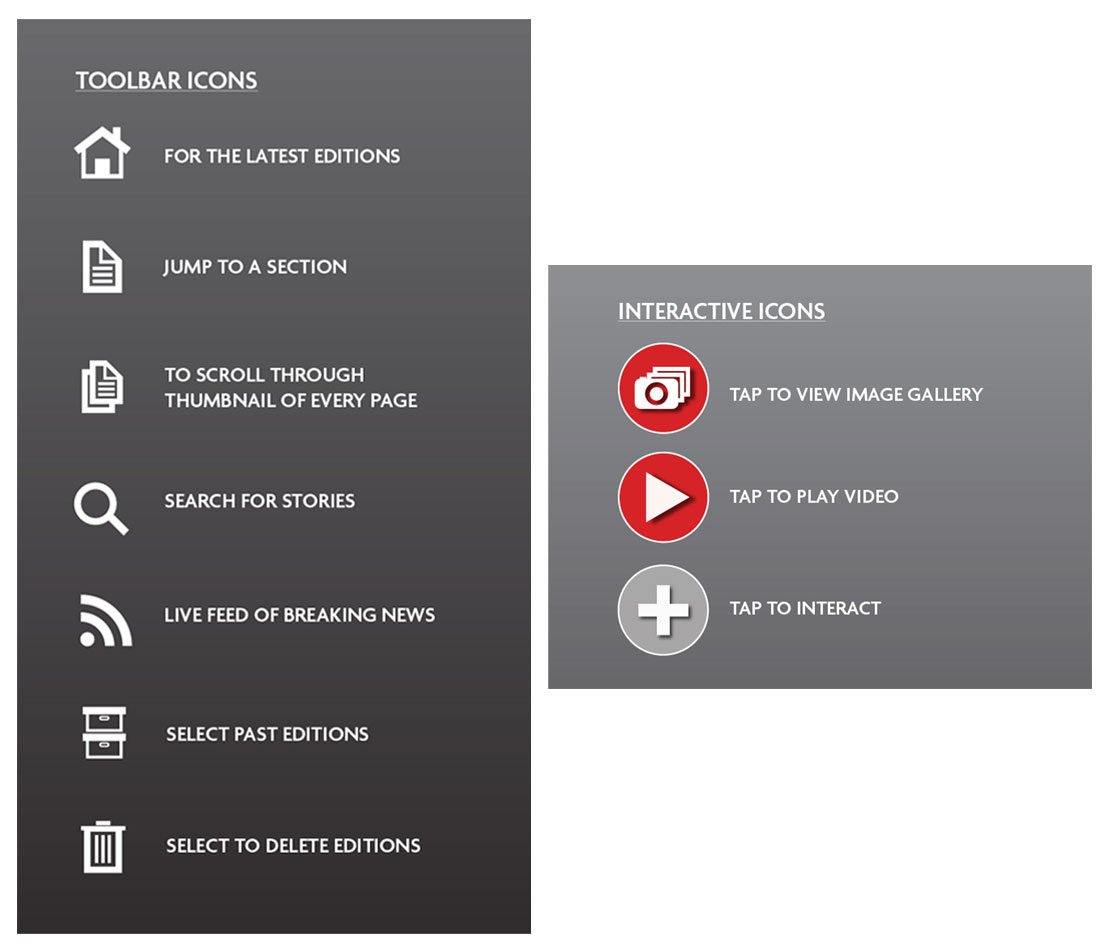 TOOLBAR ICONS
FOR THE LATEST EDITIONS
JUMP TO A SECTION
TO SCROLL THROUGH
THUMBNAIL OF EVERY PAGE
SEARCH FOR STORIES
LIVE FEED OF BREAKING NEWS
SELECT PAST EDITIONS
SELECT TO DELETE EDITIONS
INTERACTIVE ICONS
TAP TO VIEW IMAGE GALLERY
TAP TO PLAY VIDEO
TAP TO INTERACT